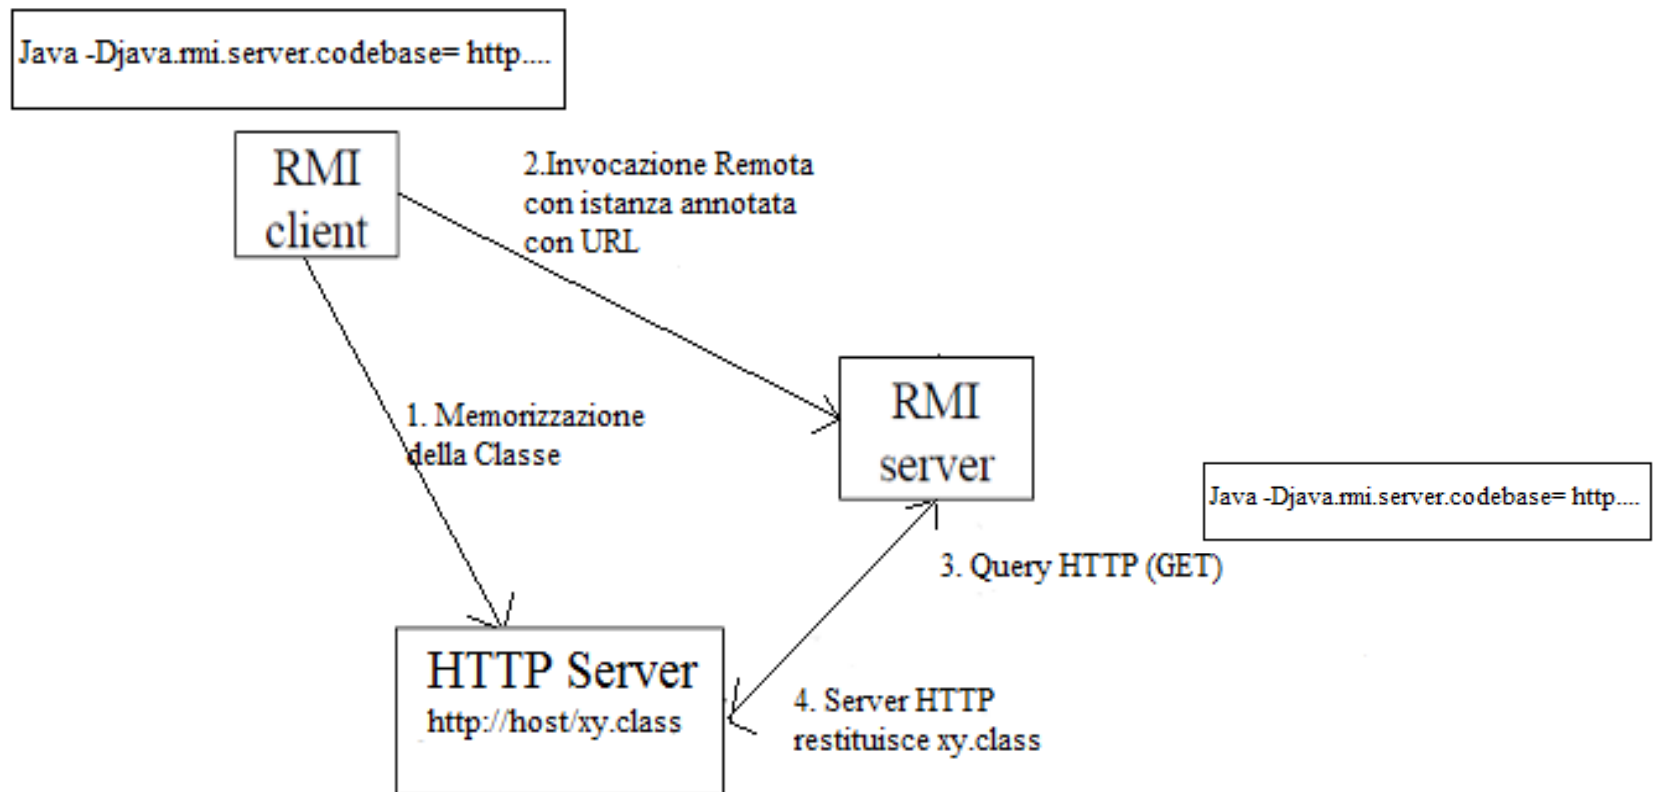 Java -Djava.rmi.server.codebase= http....
RMI
client
2.Invocazione Remota
con istanza annotata
con URL
1. Memorizzazione
della Classe
RMI
server
Java -Djava.rmi.server.codebase= http....
3. Query HTTP (GET)
HTTP Server
http://host/xy.class
4. Server HTTP
restituisce xy.class